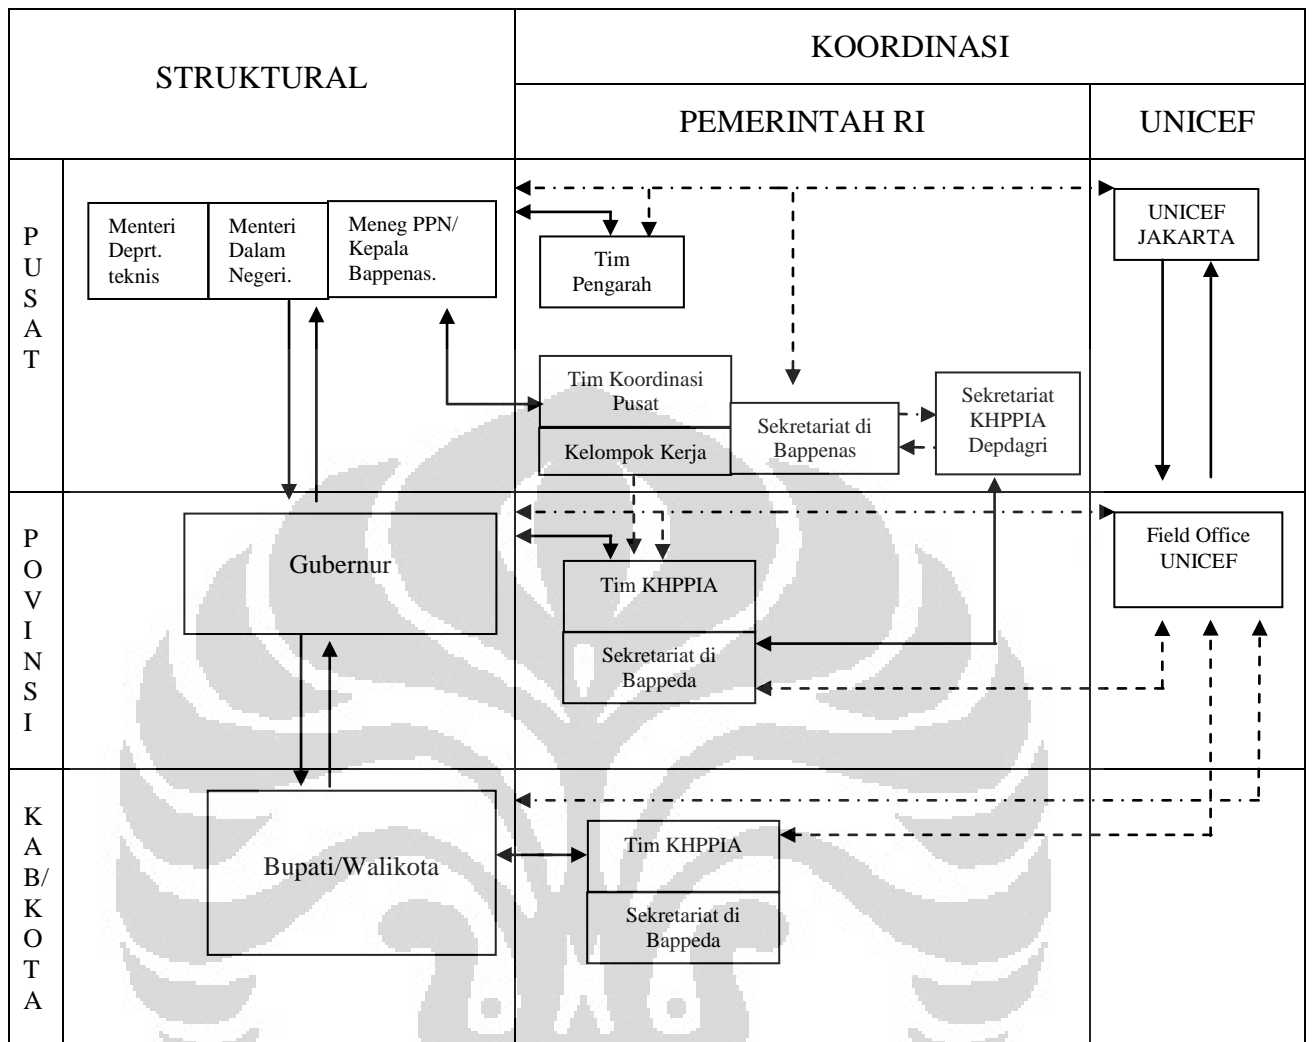 STRUKTURAL
KOORDINASI
PEMERINTAH RI
UNICEF
P
U
S
A
T
Menteri
Deprt.
teknis
Menteri
Dalam
Negeri.
Meneg PPN/
Kepala
Bappenas.
Tim
Pengarah
UNICEF
JAKARTA
Tim Koordinasi
Pusat
Kelompok Kerja
Sekretariat di
Bappenas
Sekretariat
KHPPIA
Depdagri
P
O
V
I
N
S
I
Gubernur
Tim KHPPIA
Sekretariat di
Bappeda
Field Office
UNICEF
K
A
B/
K
O
T
A
Bupati/Walikota
Tim KHPPIA
Sekretariat di
Bappeda